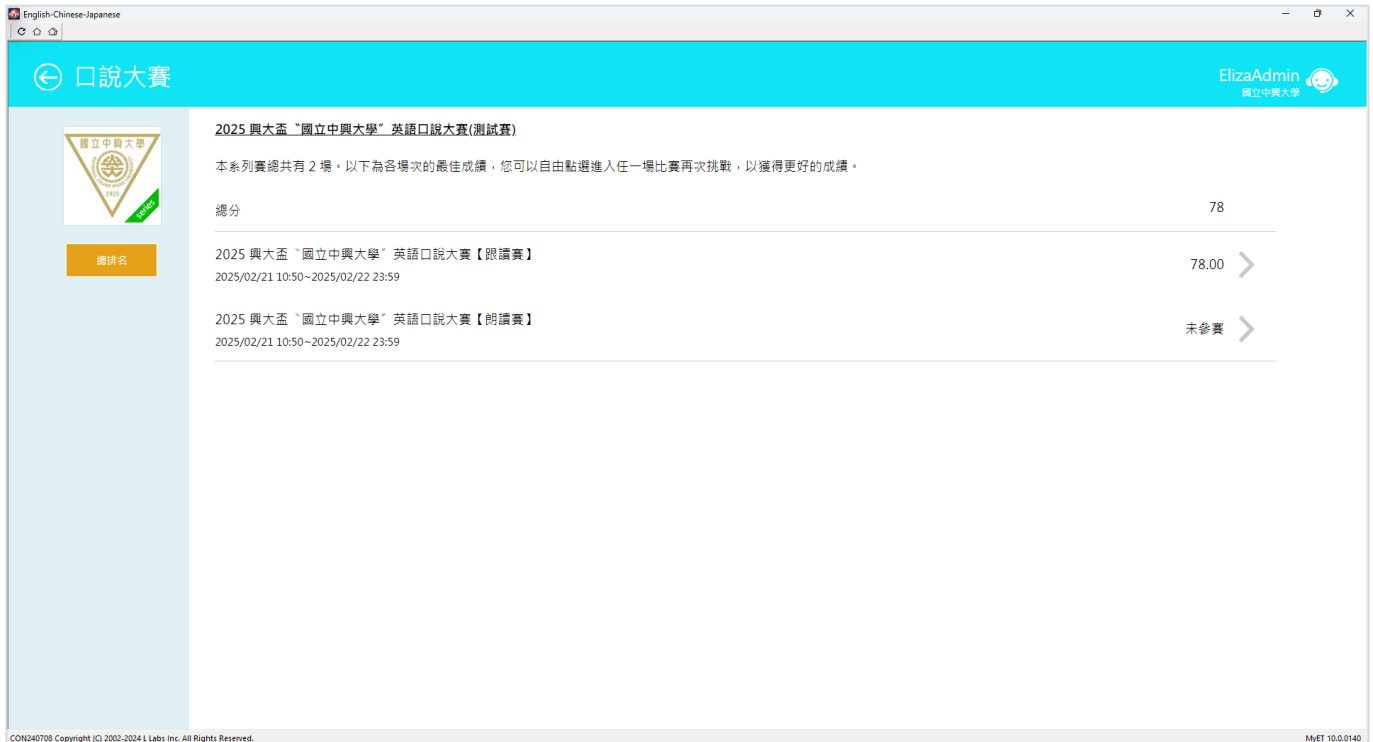 English-Chinese-Japanese
口說大賽
ElizaAdmin
國立中興大學
國立中興大學
1919
series
總排名
2025 興大盃〝國立中興大學〞英語口說大賽(測試賽)
本系列賽總共有 2 場。以下為各場次的最佳成績，您可以自由點選進入任一場比賽再次挑戰，以獲得更好的成績。
總分 78
2025 興大盃〝國立中興大學〞英語口說大賽【跟讀賽】
2025/02/21 10:50~2025/02/22 23:59
78.00
2025 興大盃〝國立中興大學〞英語口說大賽【朗讀賽】
2025/02/21 10:50~2025/02/22 23:59
未參賽
CON240708 Copyright (C) 2002-2024 L Labs Inc. All Rights Reserved.
MyET 10.0.0140